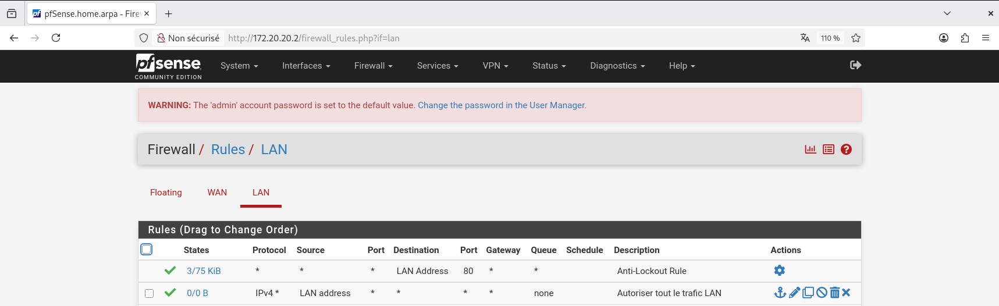 pfSense.home.arpa - Fire
Non sécurisé http://172.20.20.2/firewall_rules.php?if=lan 110 %
pfsense System Interfaces Firewall Services VPN Status Diagnostics Help
COMMUNITY EDITION
WARNING: The 'admin' account password is set to the default value. Change the password in the User Manager.
Firewall / Rules / LAN
Floating WAN LAN
Rules (Drag to Change Order)
States Protocol Source Port Destination Port Gateway Queue Schedule Description Actions
3/75 KiB * * * LAN Address 80 * * Anti-Lockout Rule
0/0 B IPv4 * LAN address * * * * none Autoriser tout le trafic LAN